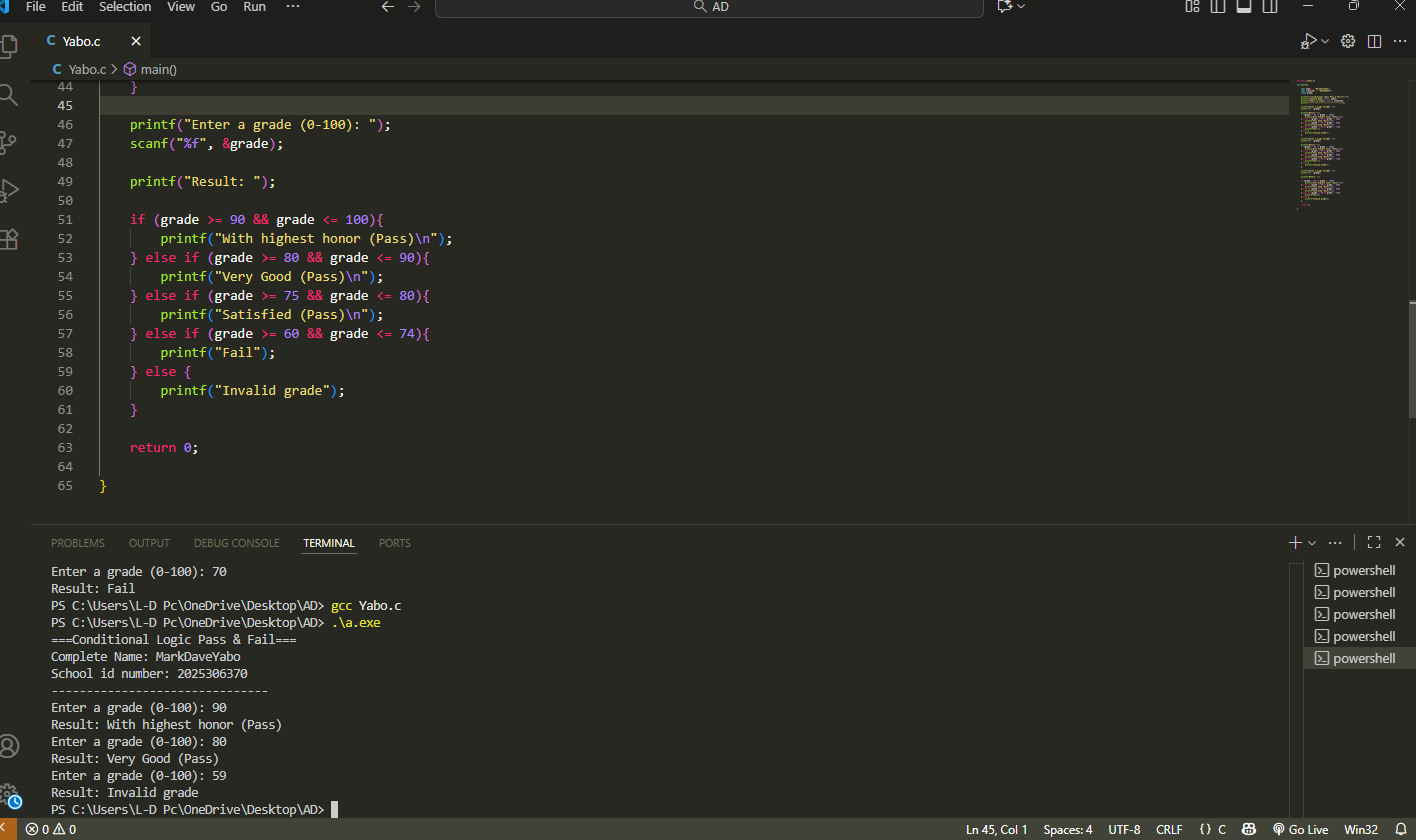 File Edit Selection View Go Run ··· AD
C Yabo.c
C Yabo.c > main()
44 }
45
46 printf("Enter a grade (0-100): ");
47 scanf("%f", &grade);
48
49 printf("Result: ");
50
51 if (grade >= 90 && grade <= 100){
52 printf("With highest honor (Pass)\n");
53 } else if (grade >= 80 && grade <= 90){
54 printf("Very Good (Pass)\n");
55 } else if (grade >= 75 && grade <= 80){
56 printf("Satisfied (Pass)\n");
57 } else if (grade >= 60 && grade <= 74){
58 printf("Fail");
59 } else {
60 printf("Invalid grade");
61 }
62
63 return 0;
64
65 }
PROBLEMS OUTPUT DEBUG CONSOLE TERMINAL PORTS
Enter a grade (0-100): 70
Result: Fail
PS C:\Users\L-D Pc\OneDrive\Desktop\AD> gcc Yabo.c
PS C:\Users\L-D Pc\OneDrive\Desktop\AD> .\a.exe
===Conditional Logic Pass & Fail===
Complete Name: MarkDaveYabo
School id number: 2025306370
-------------------------------
Enter a grade (0-100): 90
Result: With highest honor (Pass)
Enter a grade (0-100): 80
Result: Very Good (Pass)
Enter a grade (0-100): 59
Result: Invalid grade
PS C:\Users\L-D Pc\OneDrive\Desktop\AD>
powershell
powershell
powershell
powershell
powershell
0 0 Ln 45, Col 1 Spaces: 4 UTF-8 CRLF {} C Go Live Win32